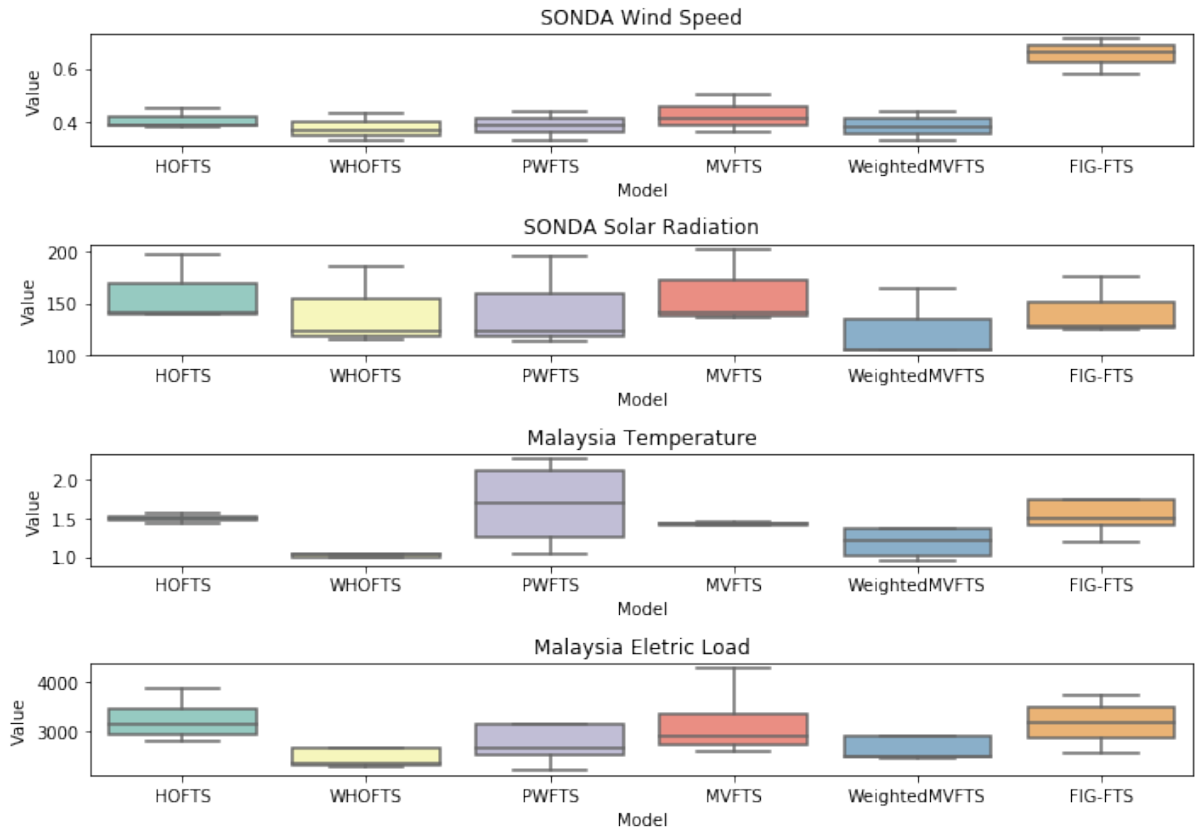 SONDA Wind Speed
Value
0.6
0.4
HOFTS WHOFTS PWFTS MVFTS WeightedMVFTS FIG-FTS
Model
SONDA Solar Radiation
Value
200
150
100
HOFTS WHOFTS PWFTS MVFTS WeightedMVFTS FIG-FTS
Model
Malaysia Temperature
Value
2.0
1.5
1.0
HOFTS WHOFTS PWFTS MVFTS WeightedMVFTS FIG-FTS
Model
Malaysia Eletric Load
Value
4000
3000
HOFTS WHOFTS PWFTS MVFTS WeightedMVFTS FIG-FTS
Model